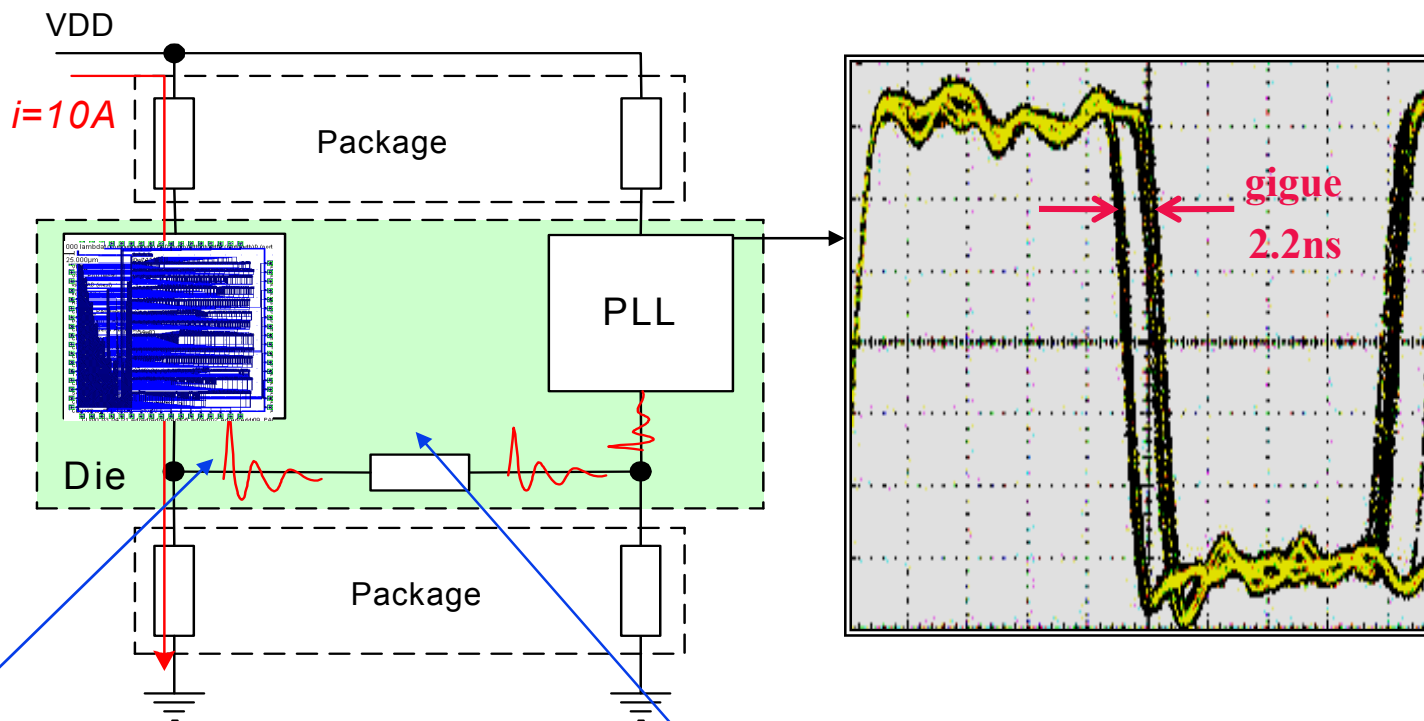 VDD
i=10A
Package
PLL
Die
Package
gigue
2.2ns